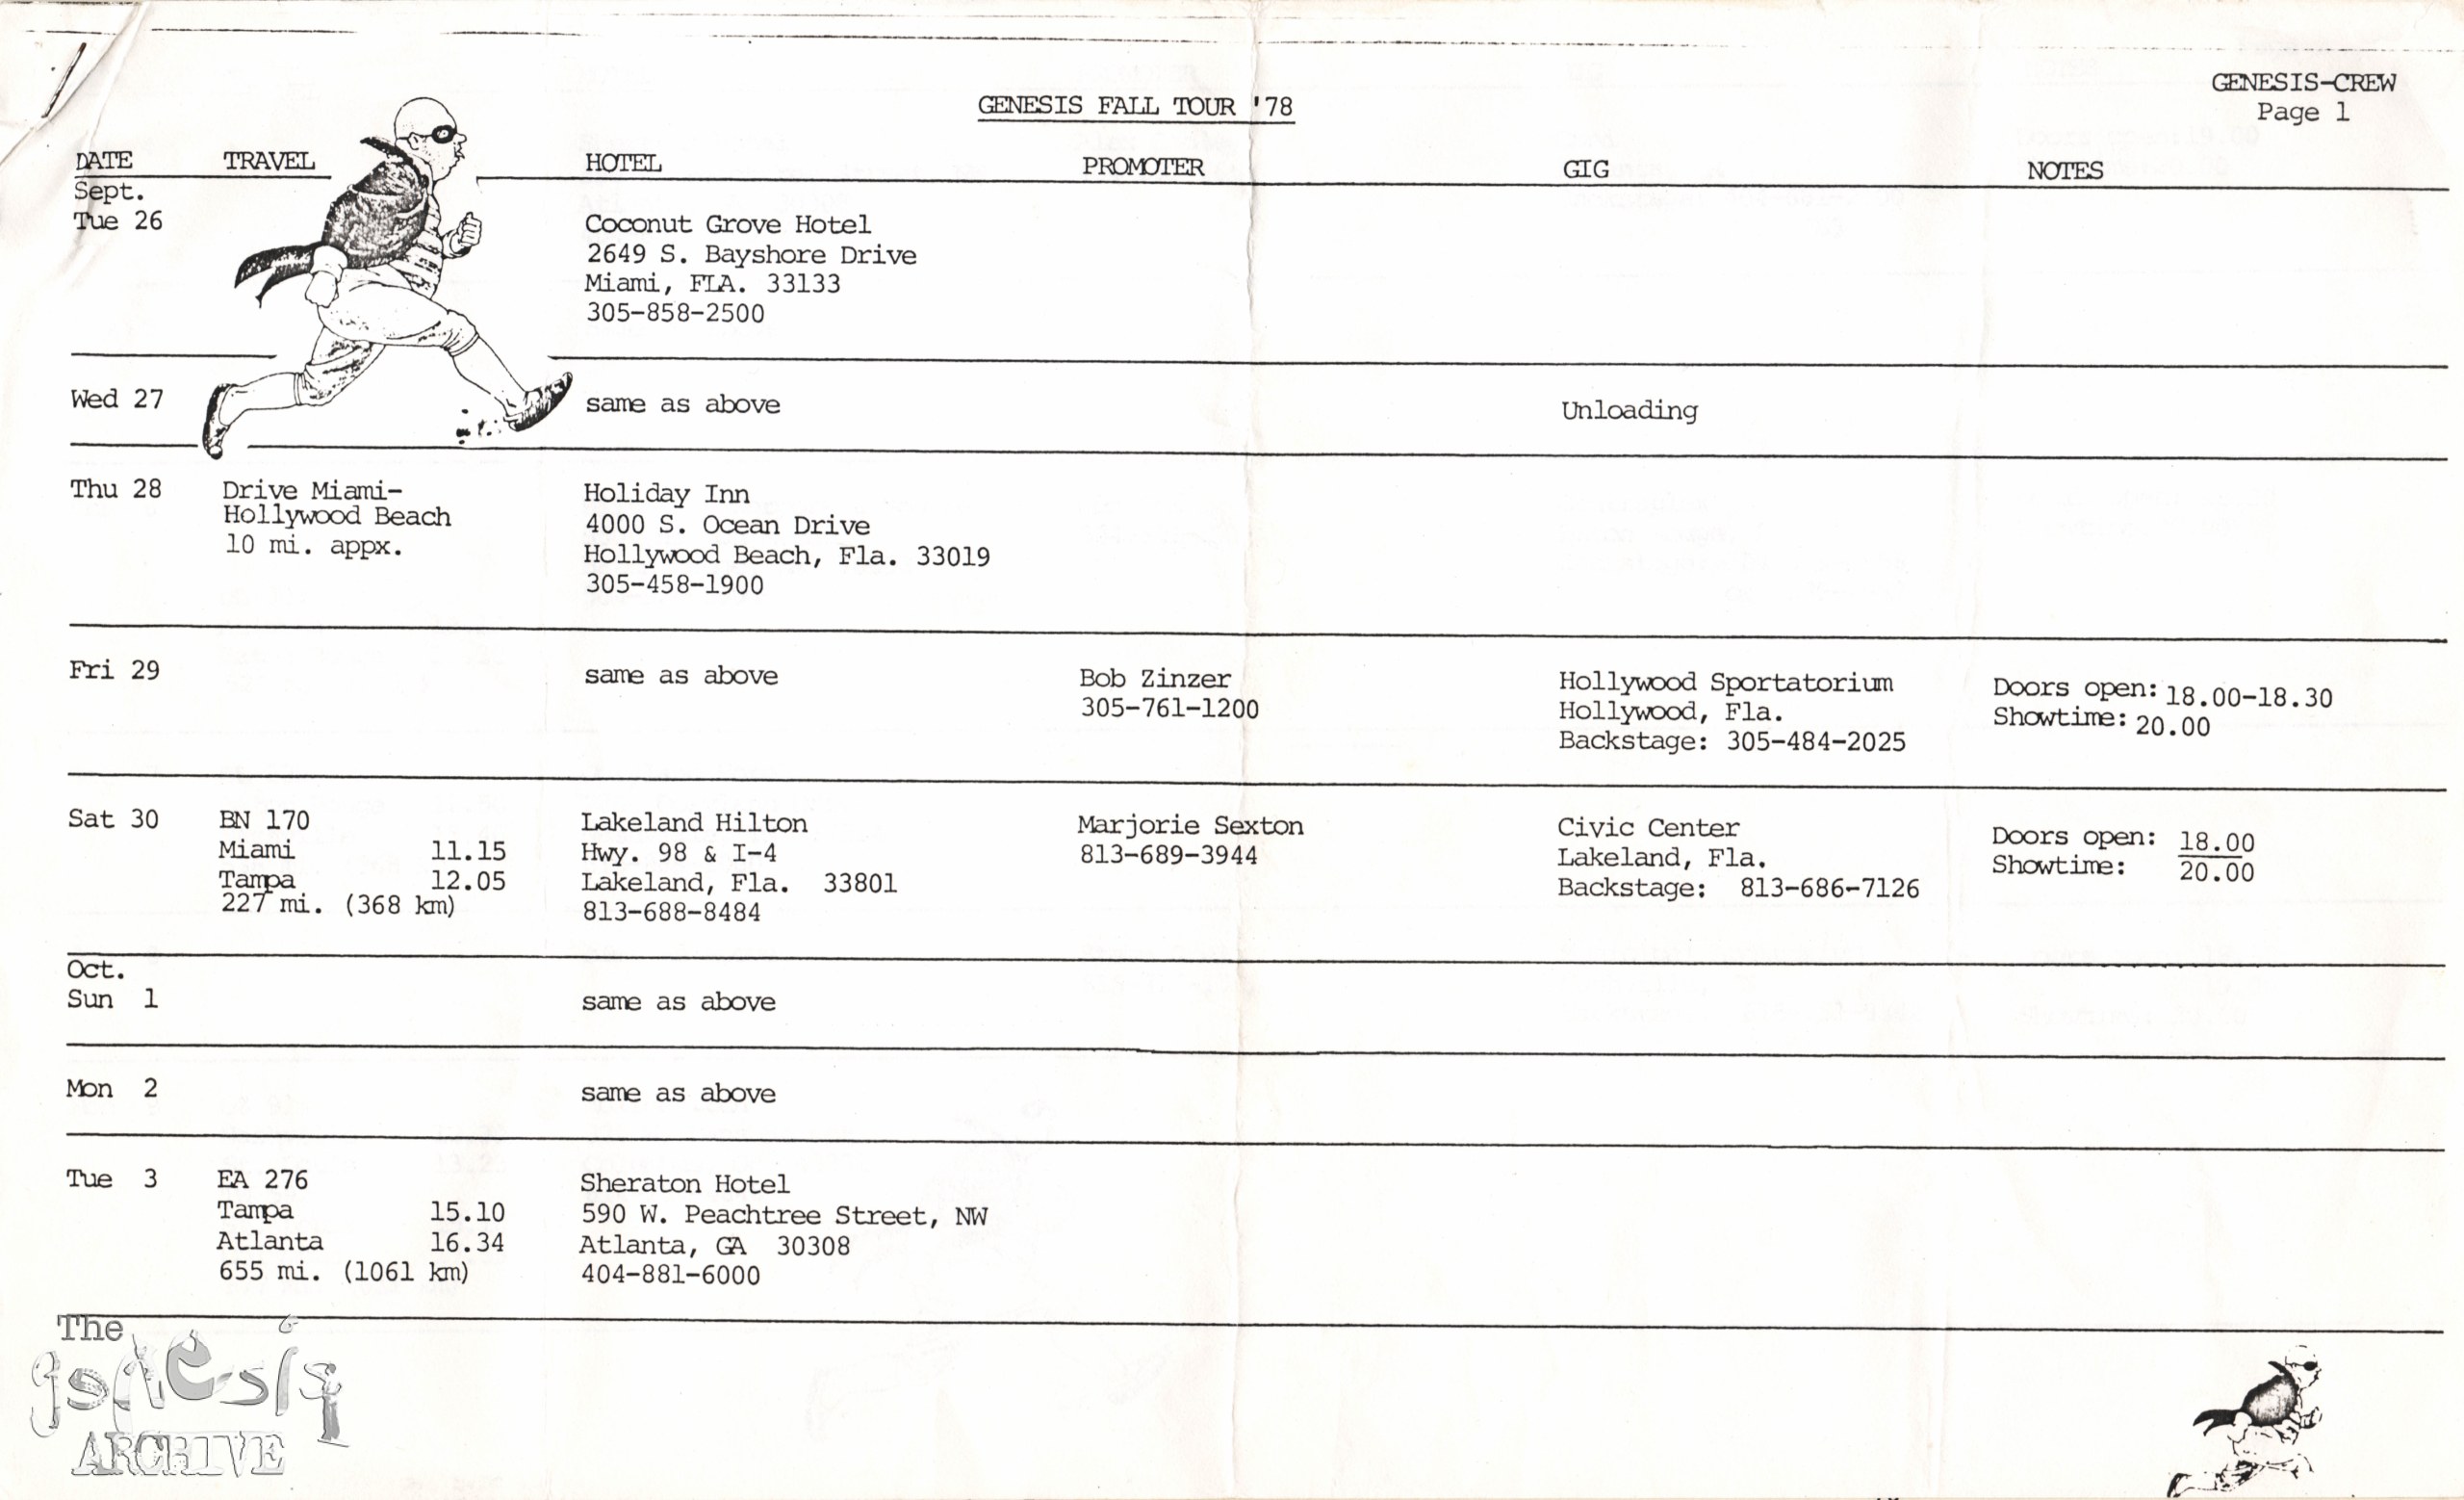 GENESIS-CREW
Page 1
GENESIS FALL TOUR '78
DATE TRAVEL HOTEL PROMOTER GIG NOTES
Sept.
Tue 26
Coconut Grove Hotel
2649 S. Bayshore Drive
Miami, FLA. 33133
305-858-2500
Wed 27 same as above Unloading
Thu 28
Drive Miami-
Hollywood Beach
10 mi. appx.
Holiday Inn
4000 S. Ocean Drive
Hollywood Beach, Fla. 33019
305-458-1900
Fri 29
same as above
Bob Zinzer
305-761-1200
Hollywood Sportatorium
Hollywood, Fla.
Backstage: 305-484-2025
Doors open: 18.00-18.30
Showtime: 20.00
Sat 30
BN 170
Miami 11.15
Tampa 12.05
227 mi. (368 km)
Lakeland Hilton
Hwy. 98 & I-4
Lakeland, Fla. 33801
813-688-8484
Marjorie Sexton
813-689-3944
Civic Center
Lakeland, Fla.
Backstage: 813-686-7126
Doors open: 18.00
Showtime: 20.00
Oct.
Sun 1 same as above
Mon 2 same as above
Tue 3
EA 276
Tampa 15.10
Atlanta 16.34
655 mi. (1061 km)
Sheraton Hotel
590 W. Peachtree Street, NW
Atlanta, GA 30308
404-881-6000
The
genesis
ARCHIVE